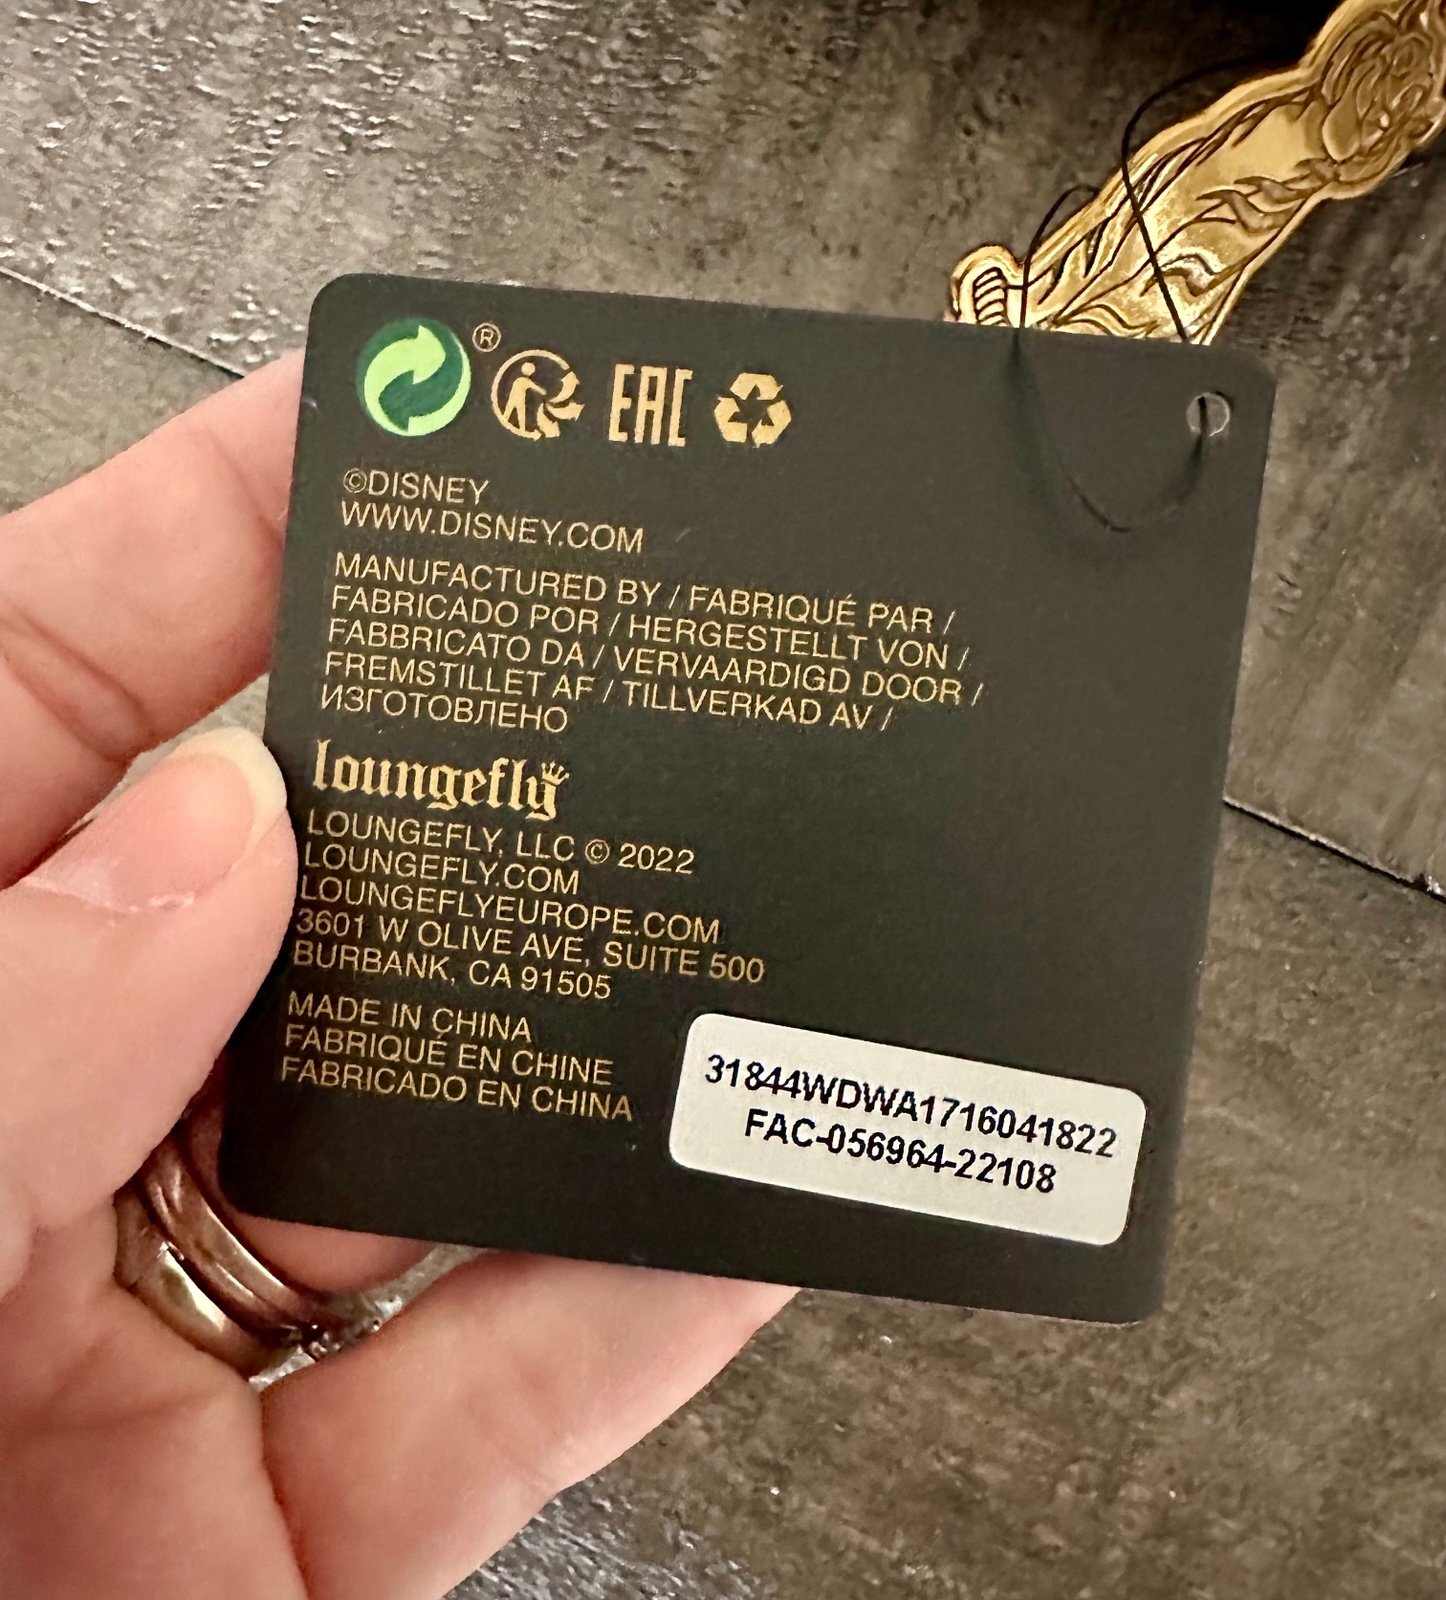 ®
EAC
©DISNEY
WWW.DISNEY.COM
MANUFACTURED BY / FABRIQUÉ PAR /
FABRICADO POR / HERGESTELLT VON /
FABBRICATO DA / VERVAARDIGD DOOR /
FREMSTILLET AF / TILLVERKAD AV /
ИЗГОТОВЛЕНО
loungefly
LOUNGEFLY, LLC © 2022
LOUNGEFLY.COM
LOUNGEFLYEUROPE.COM
3601 W OLIVE AVE, SUITE 500
BURBANK, CA 91505
MADE IN CHINA
FABRIQUÉ EN CHINE
FABRICADO EN CHINA
31844WDWA1716041822
FAC-056964-22108